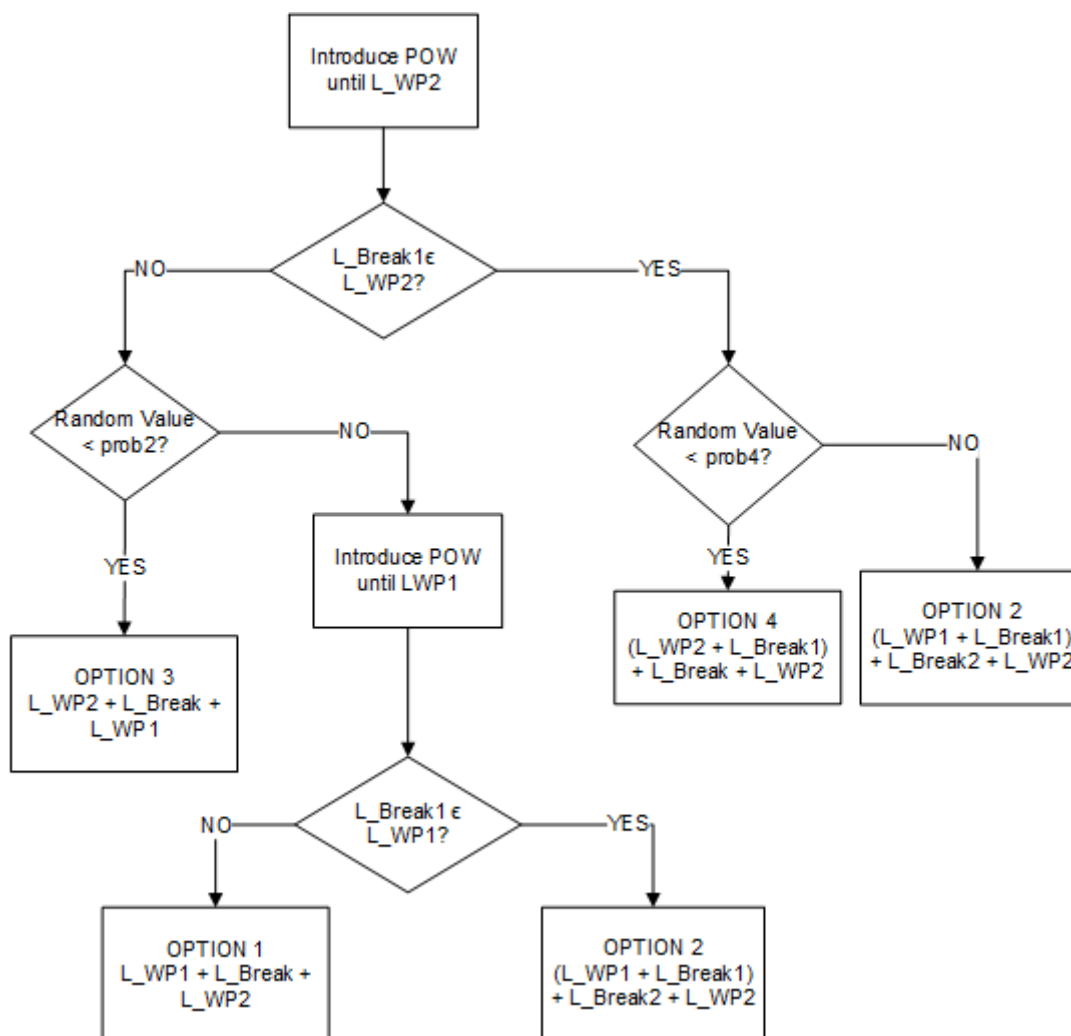 Introduce POW
until L_WP2
L_Break1ϵ
L_WP2?
NO
YES
Random Value
< prob2?
NO
Random Value
< prob4?
NO
YES
Introduce POW
until LWP1
YES
OPTION 4
(L_WP2 + L_Break1)
+ L_Break + L_WP2
OPTION 2
(L_WP1 + L_Break1)
+ L_Break2 + L_WP2
OPTION 3
L_WP2 + L_Break +
L_WP1
L_Break1 ϵ
L_WP1?
NO
YES
OPTION 1
L_WP1 + L_Break +
L_WP2
OPTION 2
(L_WP1 + L_Break1)
+ L_Break2 + L_WP2